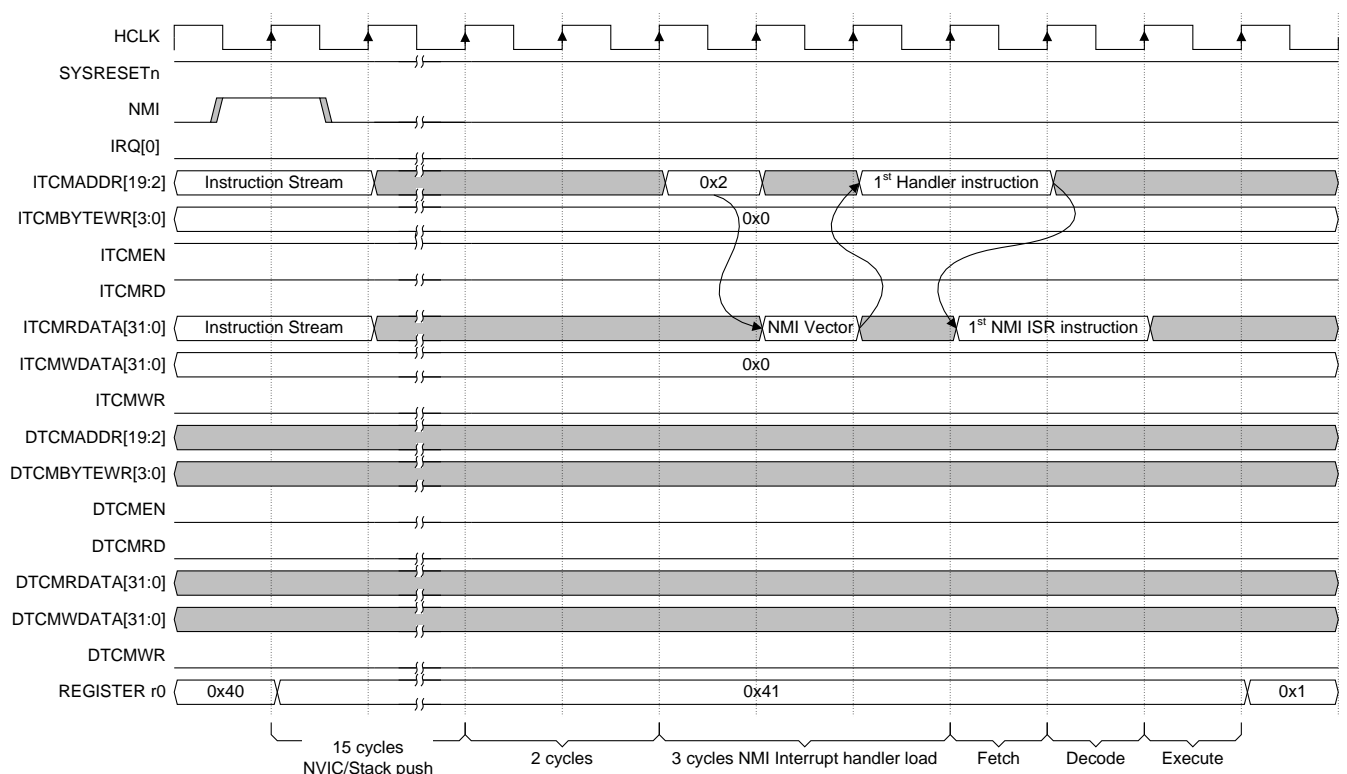 HCLK
SYSRESETn
NMI
IRQ[0]
ITCMADDR[19:2] Instruction Stream 0x2 1st Handler instruction
ITCMBYTEWR[3:0] 0x0
ITCMEN
ITCMRD
ITCMRDATA[31:0] Instruction Stream NMI Vector 1st NMI ISR instruction
ITCMWDATA[31:0] 0x0
ITCMWR
DTCMADDR[19:2]
DTCMBYTEWR[3:0]
DTCMEN
DTCMRD
DTCMRDATA[31:0]
DTCMWDATA[31:0]
DTCMWR
REGISTER r0 0x40 0x41 0x1
15 cycles
NVIC/Stack push
2 cycles 3 cycles NMI Interrupt handler load Fetch Decode Execute